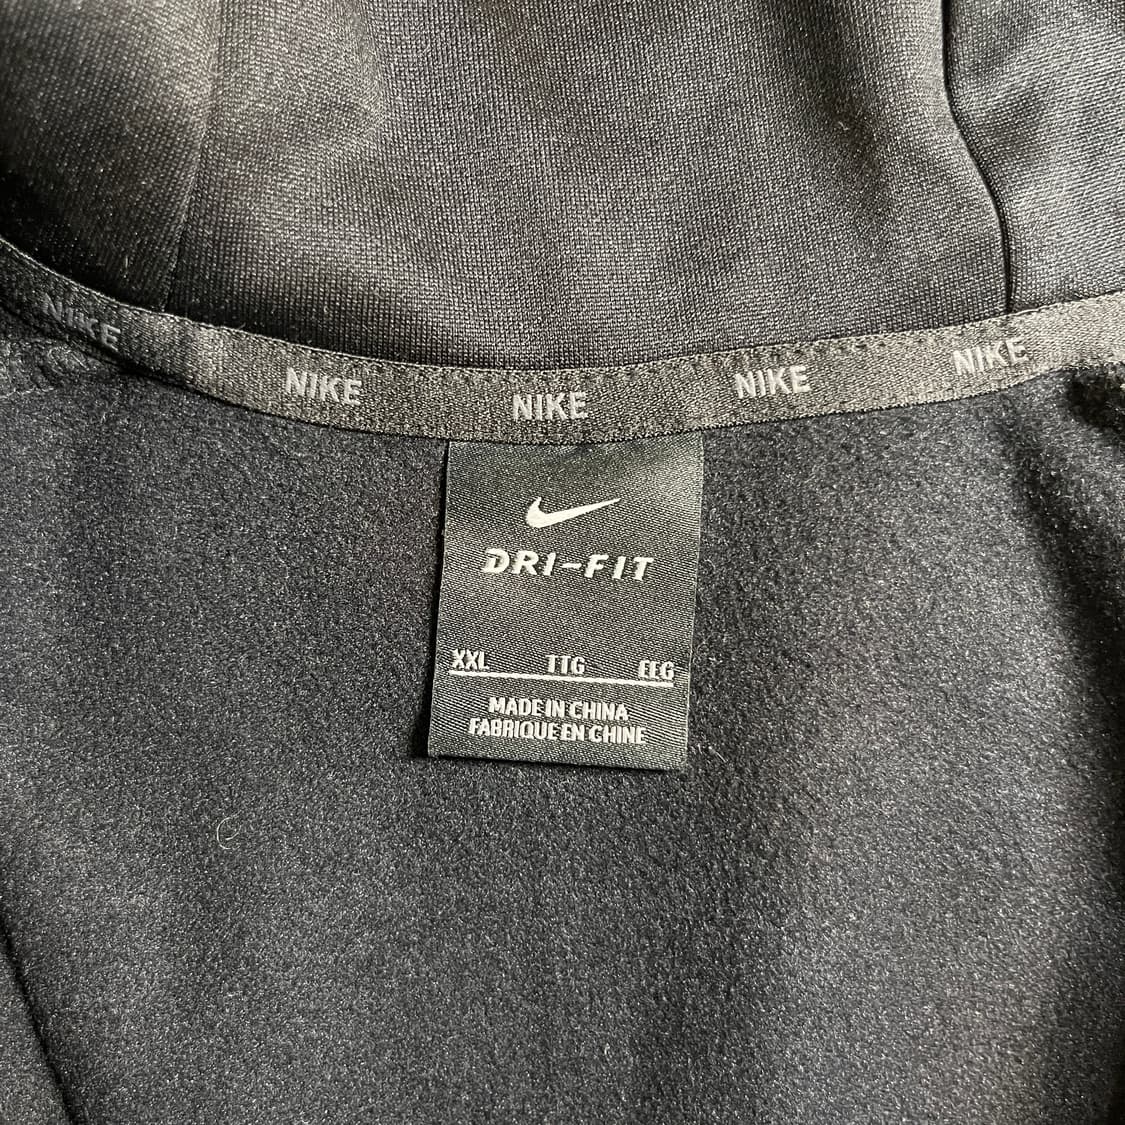 NIKE NIKE NIKE NIKE NIKE
DRI-FIT
XXL TTG EEG
MADE IN CHINA
FABRIQUE EN CHINE